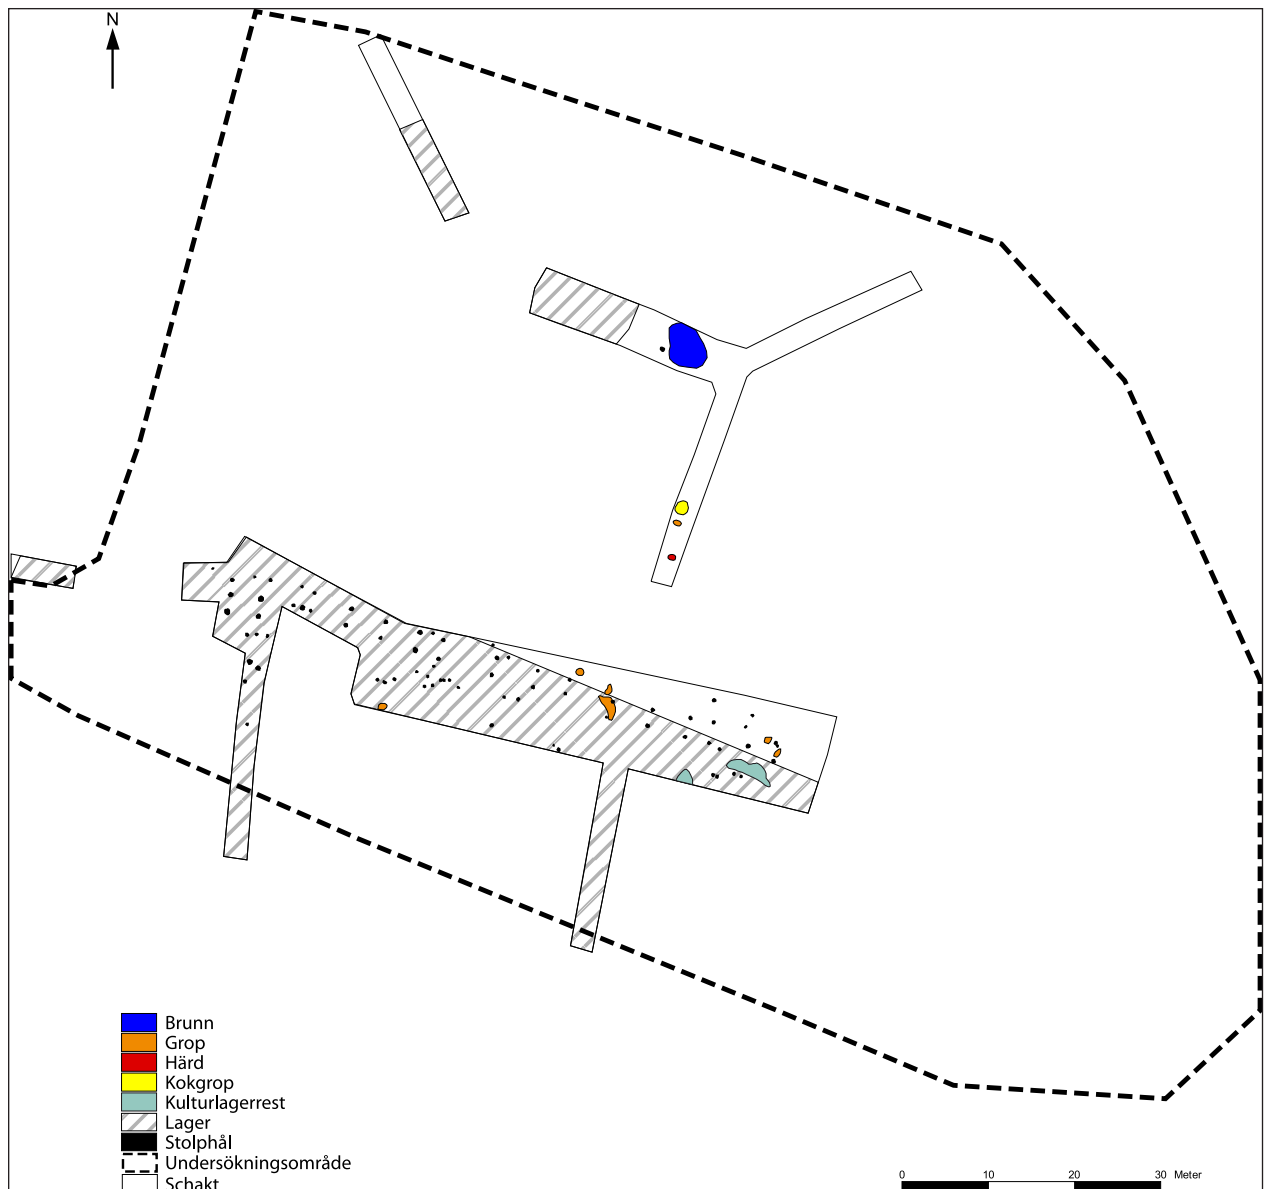 N
Brunn
Grop
Härd
Kokgrop
Kulturlagerrest
Lager
Stolphål
Undersökningsområde
Schakt
0 10 20 30 Meter